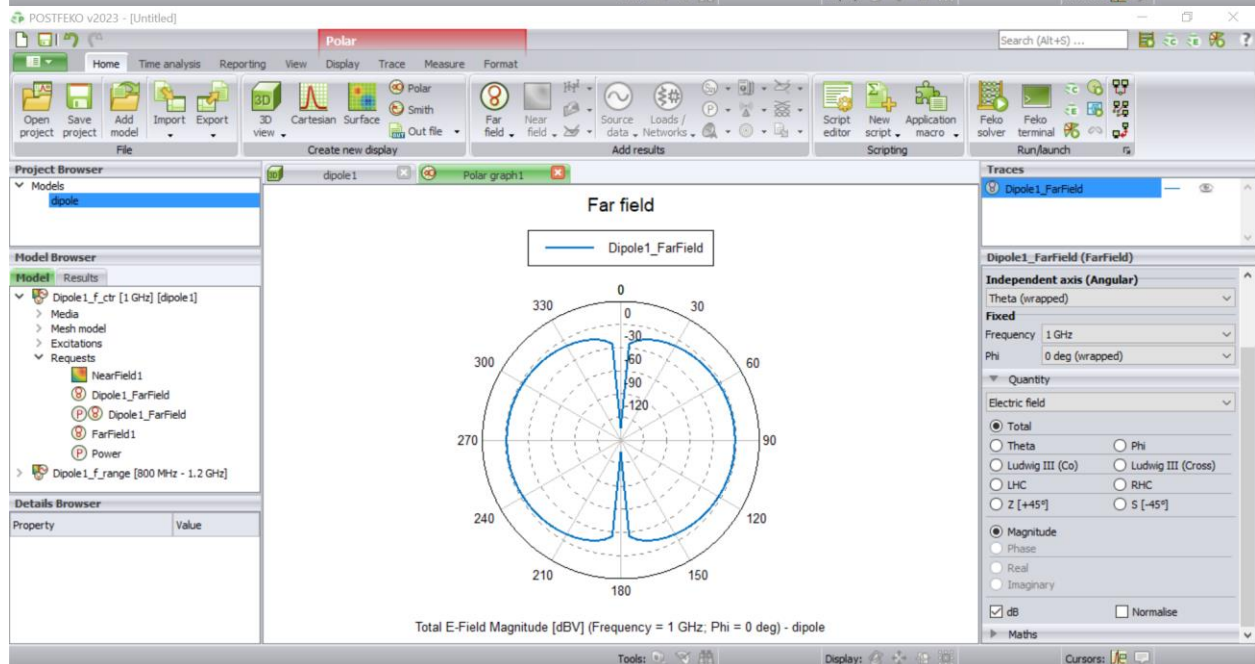 POSTFEKO v2023 - [Untitled]
Polar
Search (Alt+S) ...
Home Time analysis Reporting View Display Trace Measure Format
Open project
Save project
Add model
Import
Export
File
3D view
Cartesian
Surface
Polar
Smith
Out file
Create new display
Far field
Near field
Source data
Loads / Networks
Add results
Script editor
New script
Application macro
Scripting
Feko solver
Feko terminal
Run/launch
Project Browser
Models
dipole
Model Browser
Model Results
Dipole1_f_ctr [1 GHz] [dipole1]
Media
Mesh model
Excitations
Requests
NearField1
Dipole1_FarField
Dipole1_FarField
FarField1
Power
Dipole1_f_range [800 MHz - 1.2 GHz]
Details Browser
Property Value
dipole1 Polar graph1
Far field
Dipole1_FarField
0
330 30
0
-30
300 60
-60
-90
-120
270 90
240 120
210 150
180
Total E-Field Magnitude [dBV] (Frequency = 1 GHz; Phi = 0 deg) - dipole
Traces
Dipole1_FarField
Dipole1_FarField (FarField)
Independent axis (Angular)
Theta (wrapped)
Fixed
Frequency 1 GHz
Phi 0 deg (wrapped)
Quantity
Electric field
Total
Theta Phi
Ludwig III (Co) Ludwig III (Cross)
LHC RHC
Z [+45º] S [-45º]
Magnitude
Phase
Real
Imaginary
dB Normalise
Maths
Tools: Display: Cursors: